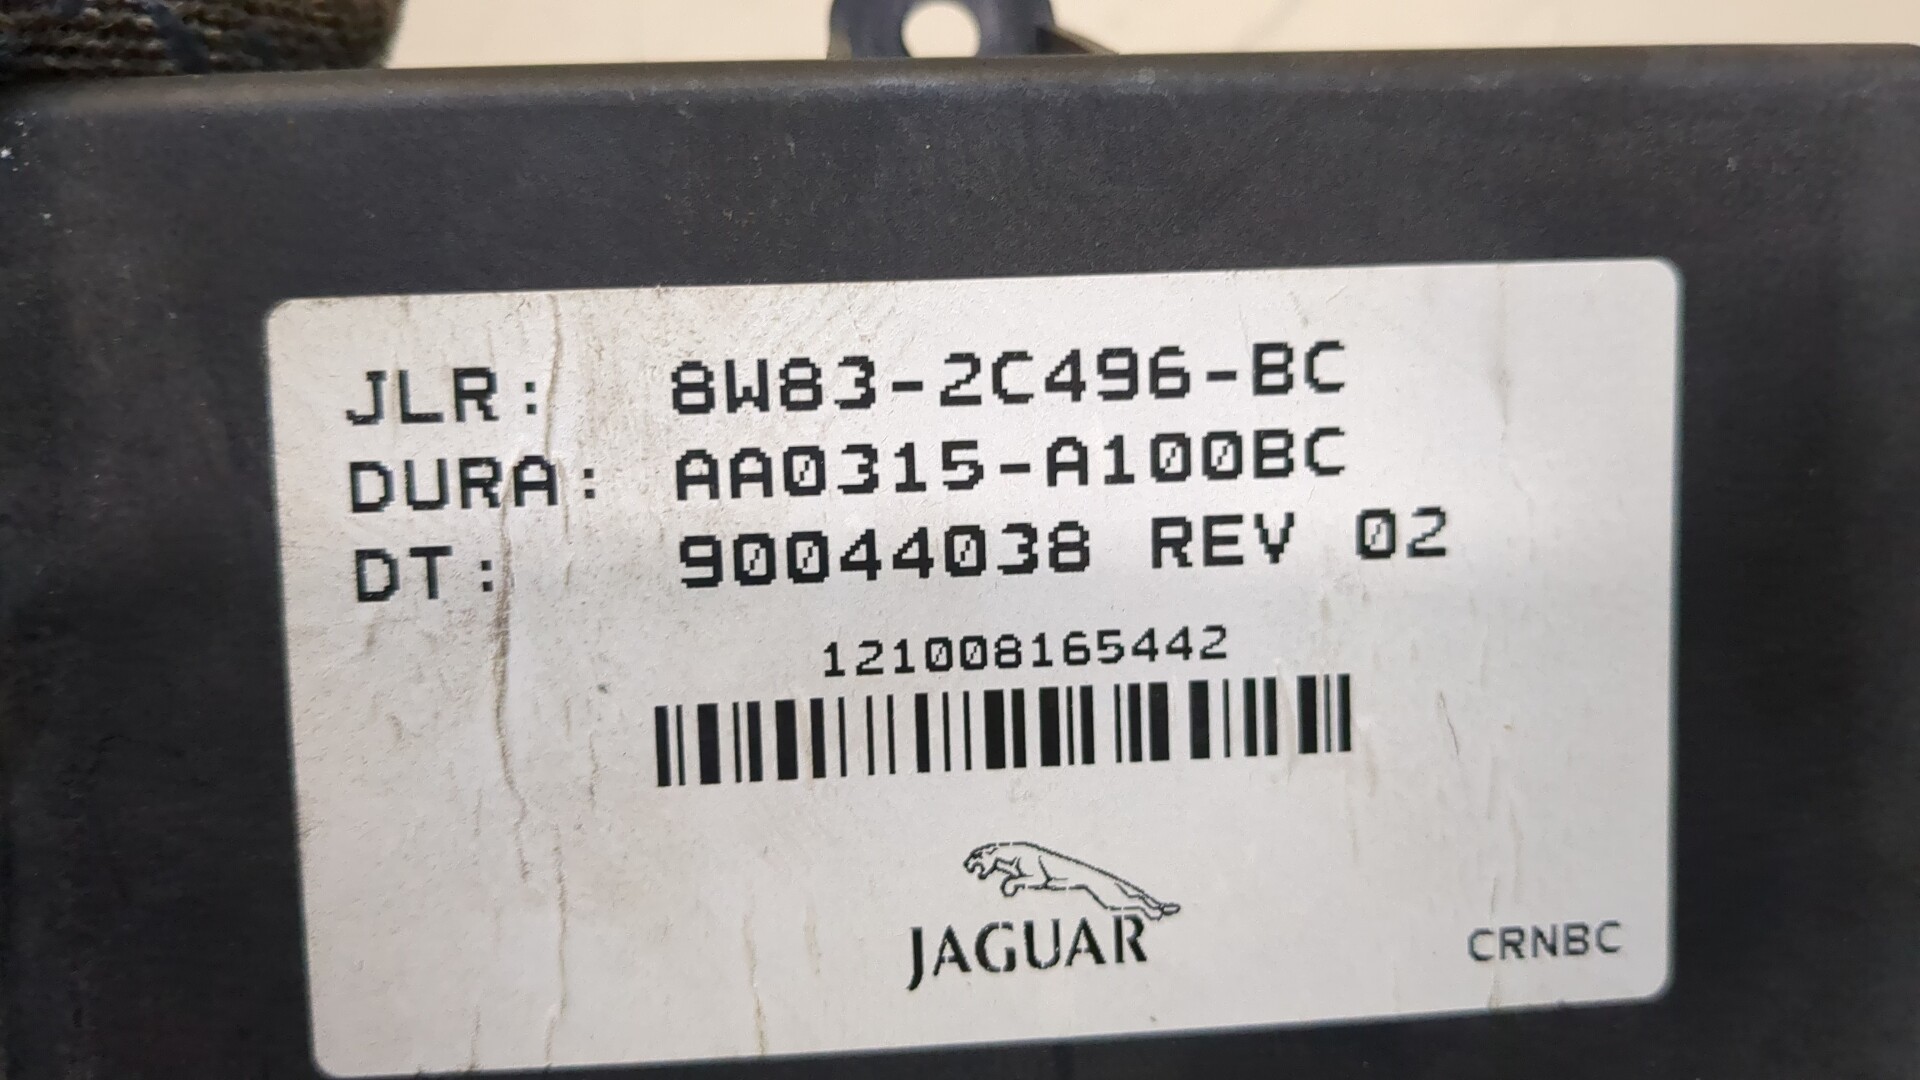 JLR: 8W83-2C496-BC
DURA: AA0315-A100BC
DT: 90044038 REV 02
121008165442
JAGUAR
CRNBC